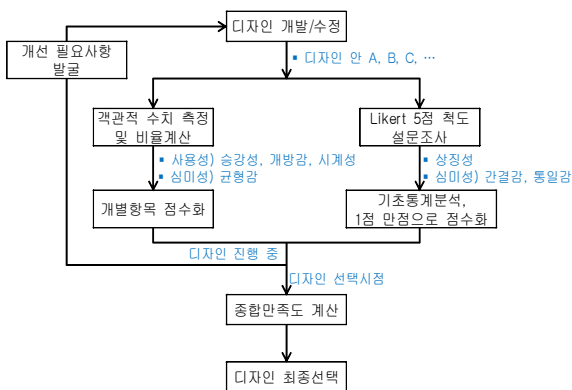 디자인 개발/수정
개선 필요사항
발굴
▪ 디자인 안 A, B, C, …
객관적 수치 측정
및 비율계산
Likert 5점 척도
설문조사
▪ 사용성) 승강성, 개방감, 시계성
▪ 심미성) 균형감
▪ 상징성
▪ 심미성) 간결감, 통일감
개별항목 점수화
기초통계분석,
1점 만점으로 점수화
디자인 진행 중
디자인 선택시점
종합만족도 계산
디자인 최종선택